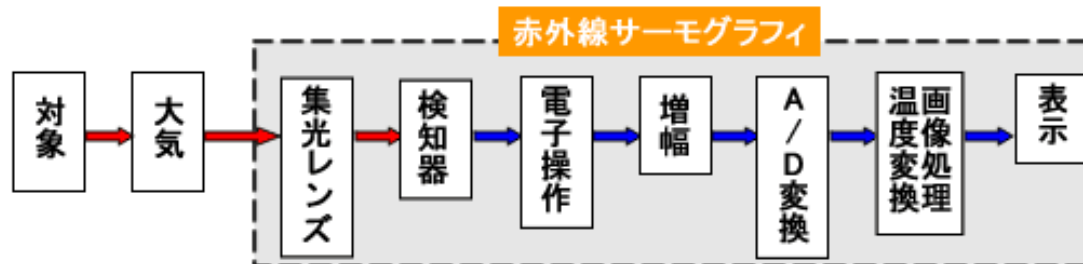 赤外線サーモグラフィ
対象
大気
集光レンズ
検知器
電子操作
増幅
A/D変換
画像処理
温度変換
表示